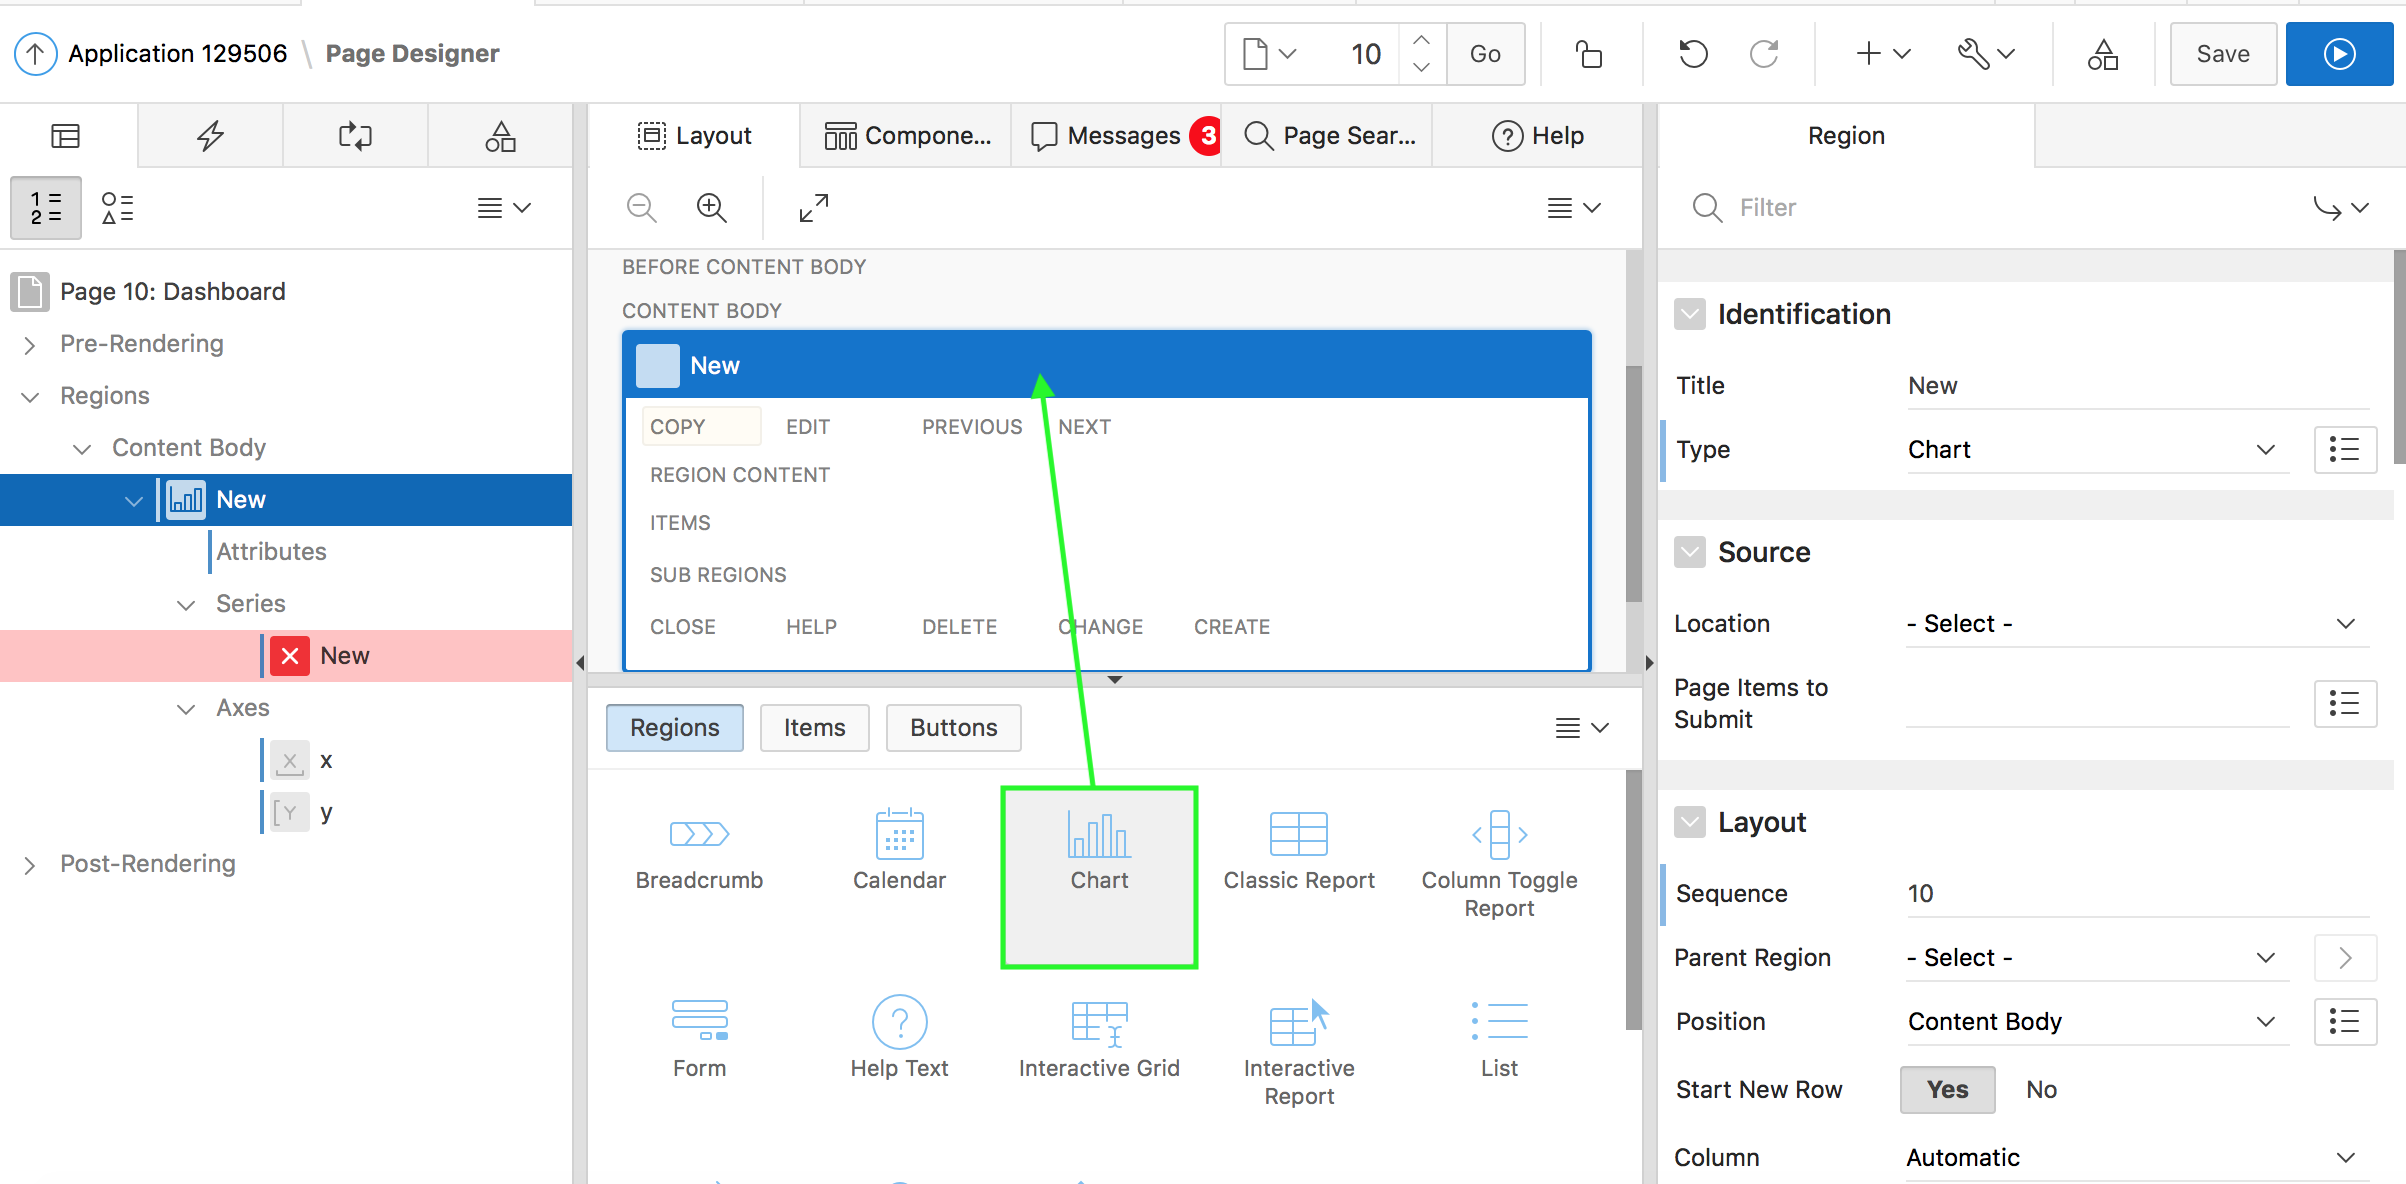 Application 129506 \ Page Designer
10
Go
Save
Layout
Compone...
Messages 3
Page Sear...
Help
Region
1
2
Filter
Page 10: Dashboard
Pre-Rendering
Regions
Content Body
New
Attributes
Series
New
Axes
X x
Y y
Post-Rendering
BEFORE CONTENT BODY
CONTENT BODY
New
COPY EDIT PREVIOUS NEXT
REGION CONTENT
ITEMS
SUB REGIONS
CLOSE HELP DELETE CHANGE CREATE
Regions Items Buttons
Breadcrumb
Calendar
Chart
Classic Report
Column Toggle
Report
Form
Help Text
Interactive Grid
Interactive
Report
List
Identification
Title New
Type Chart
Source
Location - Select -
Page Items to
Submit
Layout
Sequence 10
Parent Region - Select -
Position Content Body
Start New Row Yes No
Column Automatic